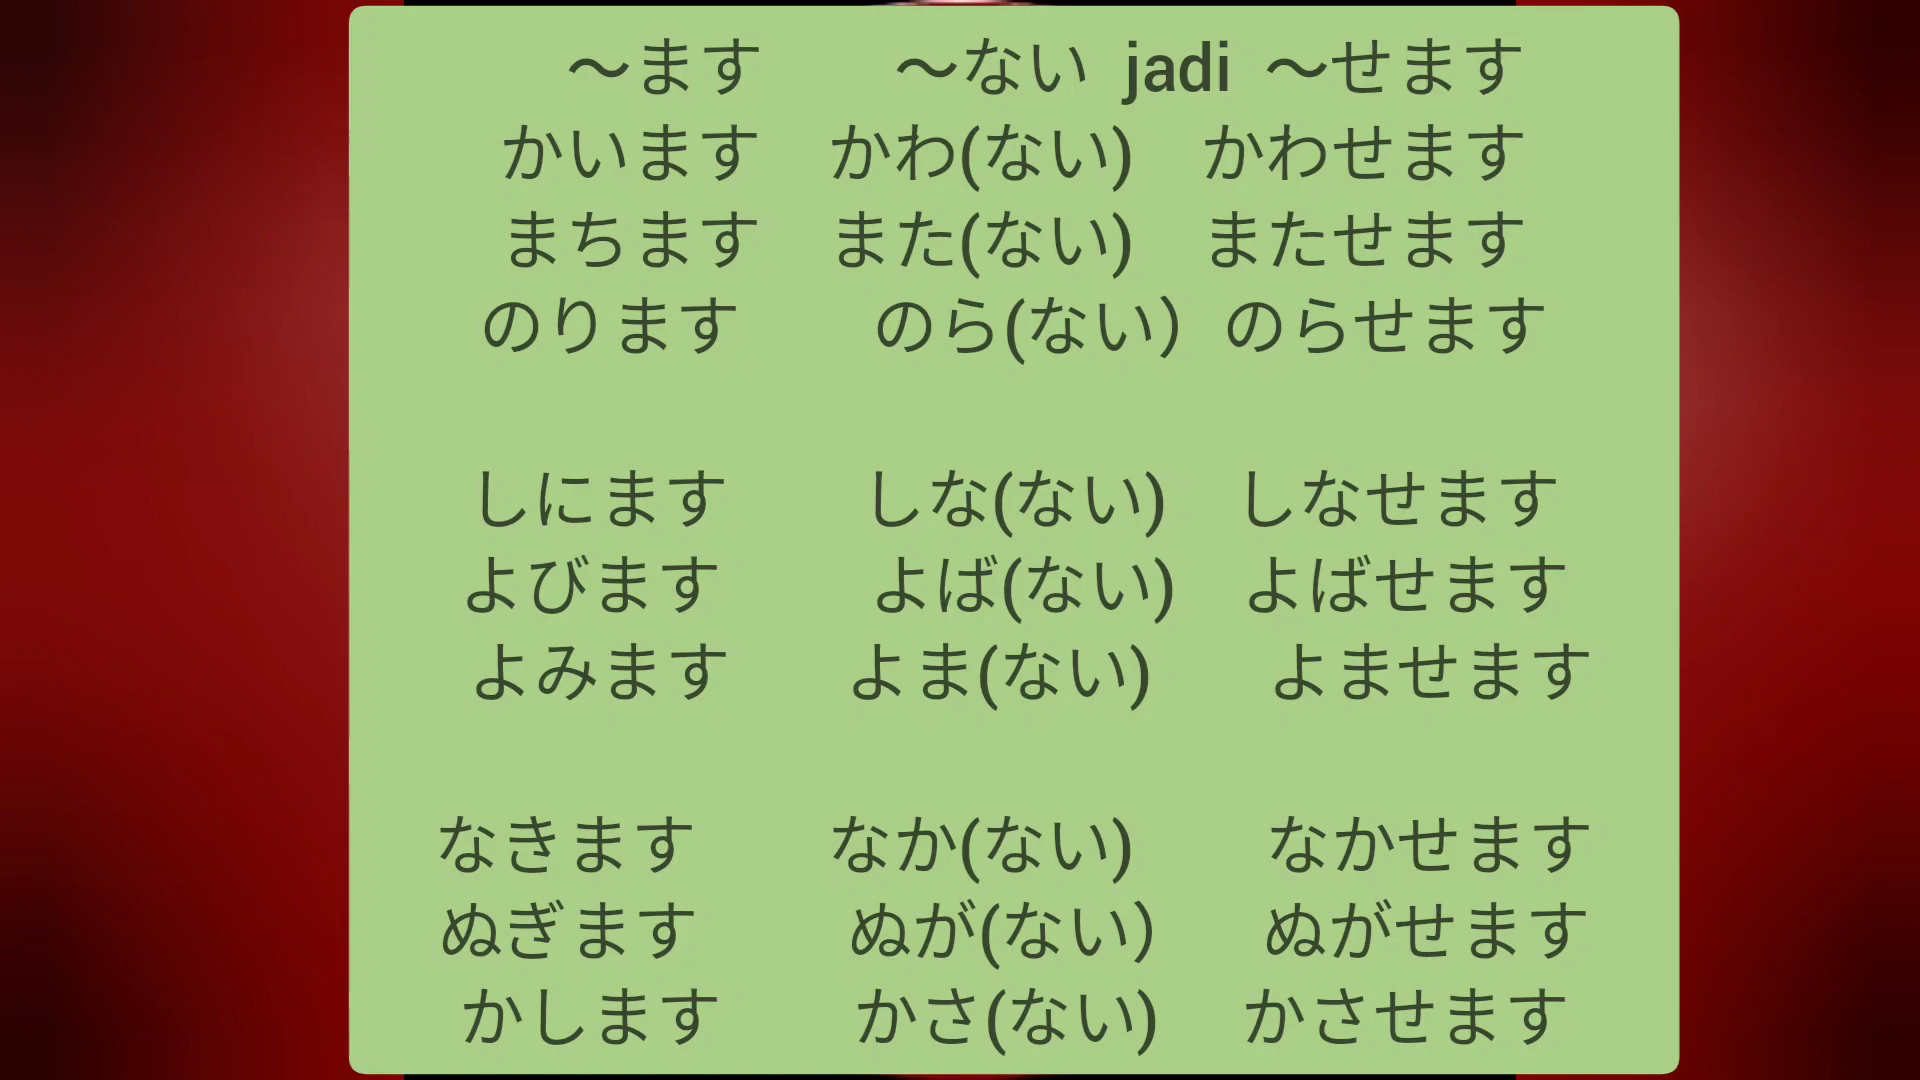 〜ます 〜ない jadi 〜せます
かいます かわ(ない) かわせます
まちます また(ない) またせます
のります のら(ない) のらせます
しにます しな(ない) しなせます
よびます よば(ない) よばせます
よみます よま(ない) よませます
なきます なか(ない) なかせます
ぬぎます ぬが(ない) ぬがせます
かします かさ(ない) かさせます